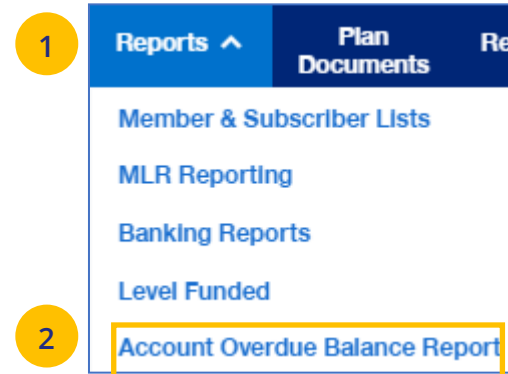 1
Reports
Plan
Documents
Re
Member & Subscriber Lists
MLR Reporting
Banking Reports
Level Funded
2
Account Overdue Balance Report